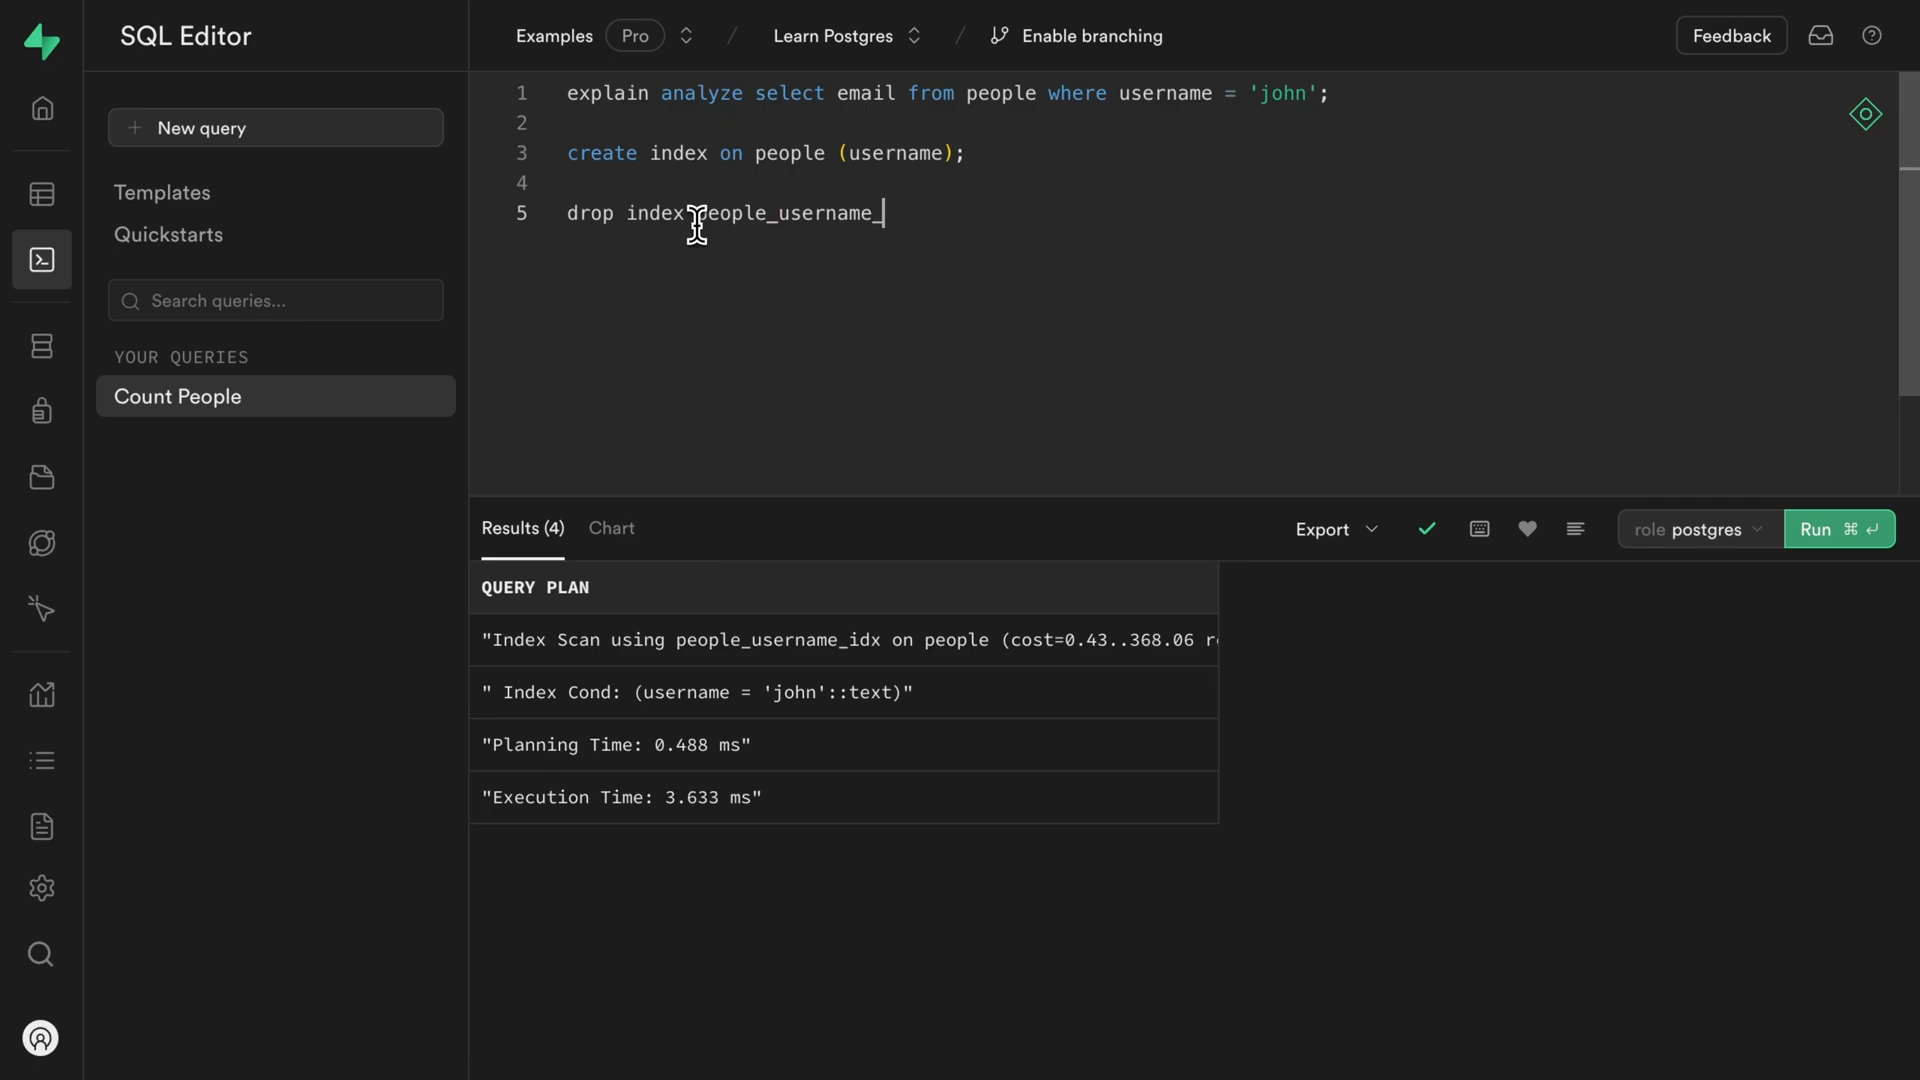 SQL Editor
Examples Pro / Learn Postgres / Enable branching
Feedback
New query
Templates
Quickstarts
Search queries...
YOUR QUERIES
Count People
1 explain analyze select email from people where username = 'john';
2
3 create index on people (username);
4
5 drop index people_username_
Results (4) Chart
Export
role postgres
Run ⌘ ↵
QUERY PLAN
"Index Scan using people_username_idx on people (cost=0.43..368.06
" Index Cond: (username = 'john'::text)"
"Planning Time: 0.488 ms"
"Execution Time: 3.633 ms"